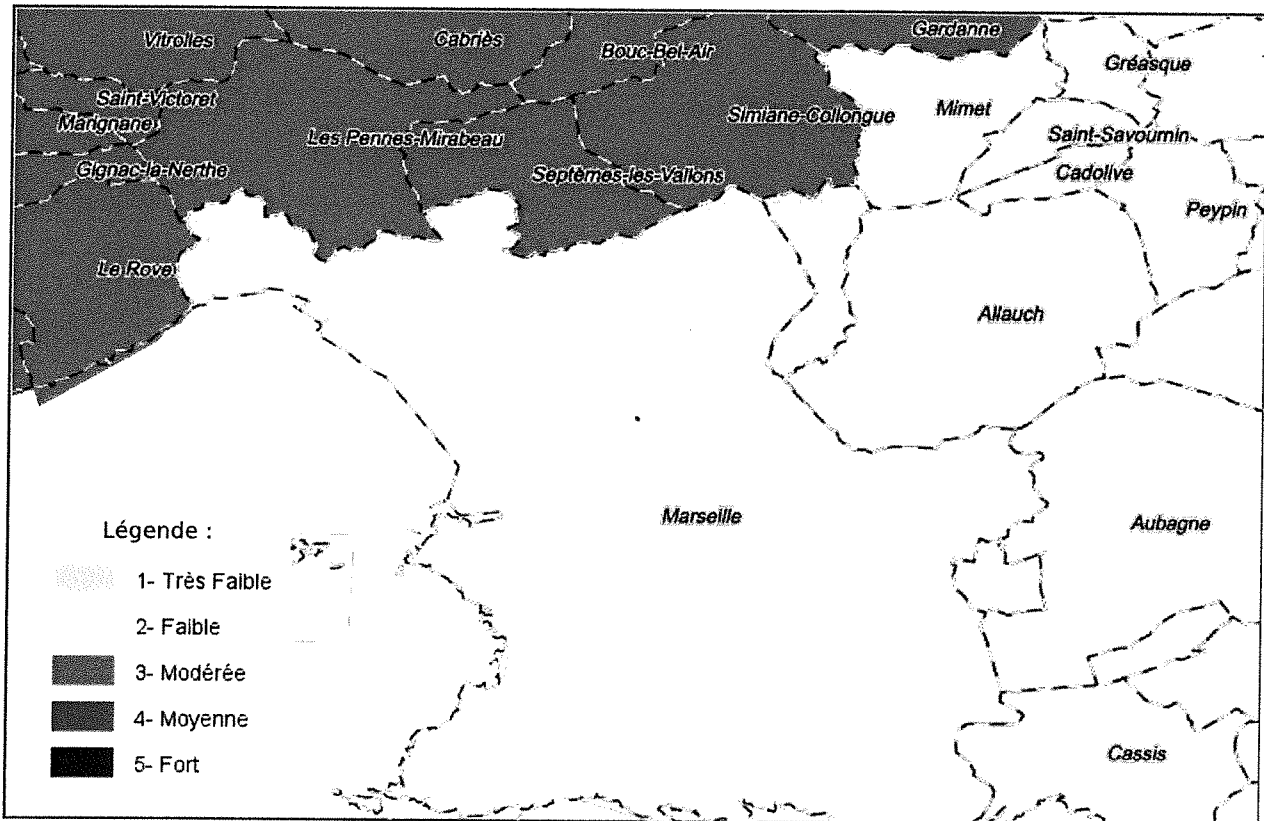 Gardanne
Vitrolles
Cabriès
Bouc-Bel-Air
Gréasque
Saint-Victoret
Simiane-Collongue
Mimet
Marignane
Les Pennes-Mirabeau
Saint-Savournin
Gignac-la-Nerthe
Septèmes-les-Vallons
Cadolive
Peypin
Le Rove
Allauch
Marseille
Aubagne
Légende :
1- Très Faible
2- Faible
3- Modérée
4- Moyenne
5- Fort
Cassis